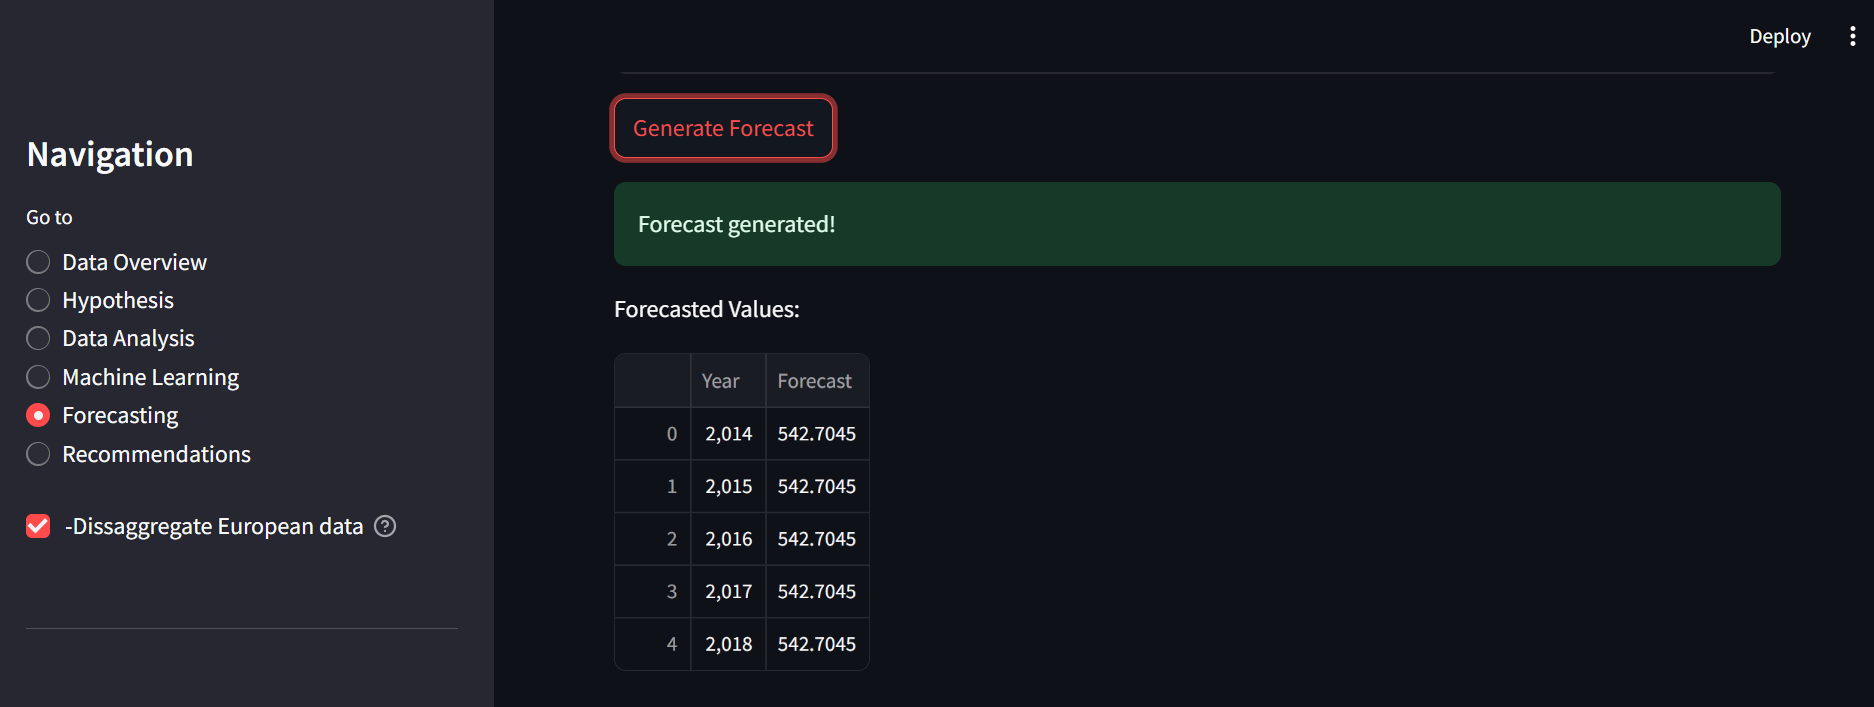 Deploy
Navigation
Go to
Data Overview
Hypothesis
Data Analysis
Machine Learning
Forecasting
Recommendations
-Dissaggregate European data
Generate Forecast
Forecast generated!
Forecasted Values:
Year Forecast
0 2,014 542.7045
1 2,015 542.7045
2 2,016 542.7045
3 2,017 542.7045
4 2,018 542.7045